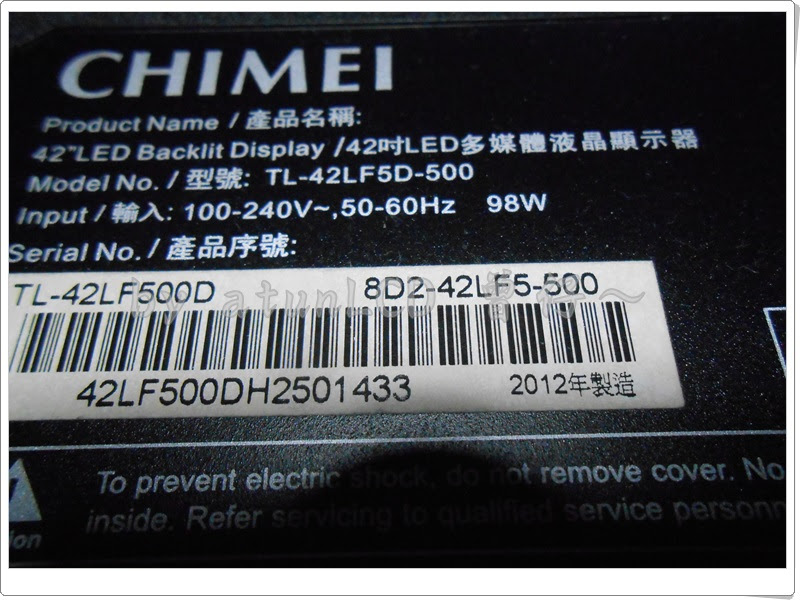 CHIMEI
Product Name / 產品名稱:
42"LED Backlit Display /42吋LED多媒體液晶顯示器
Model No. / 型號: TL-42LF5D-500
Input / 輸入: 100-240V~,50-60Hz 98W
Serial No. / 產品序號:
TL-42LF500D 8D2-42LF5-500
by atunLCD
42LF500DH2501433 2012年製造
To prevent electric shock, do not remove cover. No
inside. Refer servicing to qualified service personn